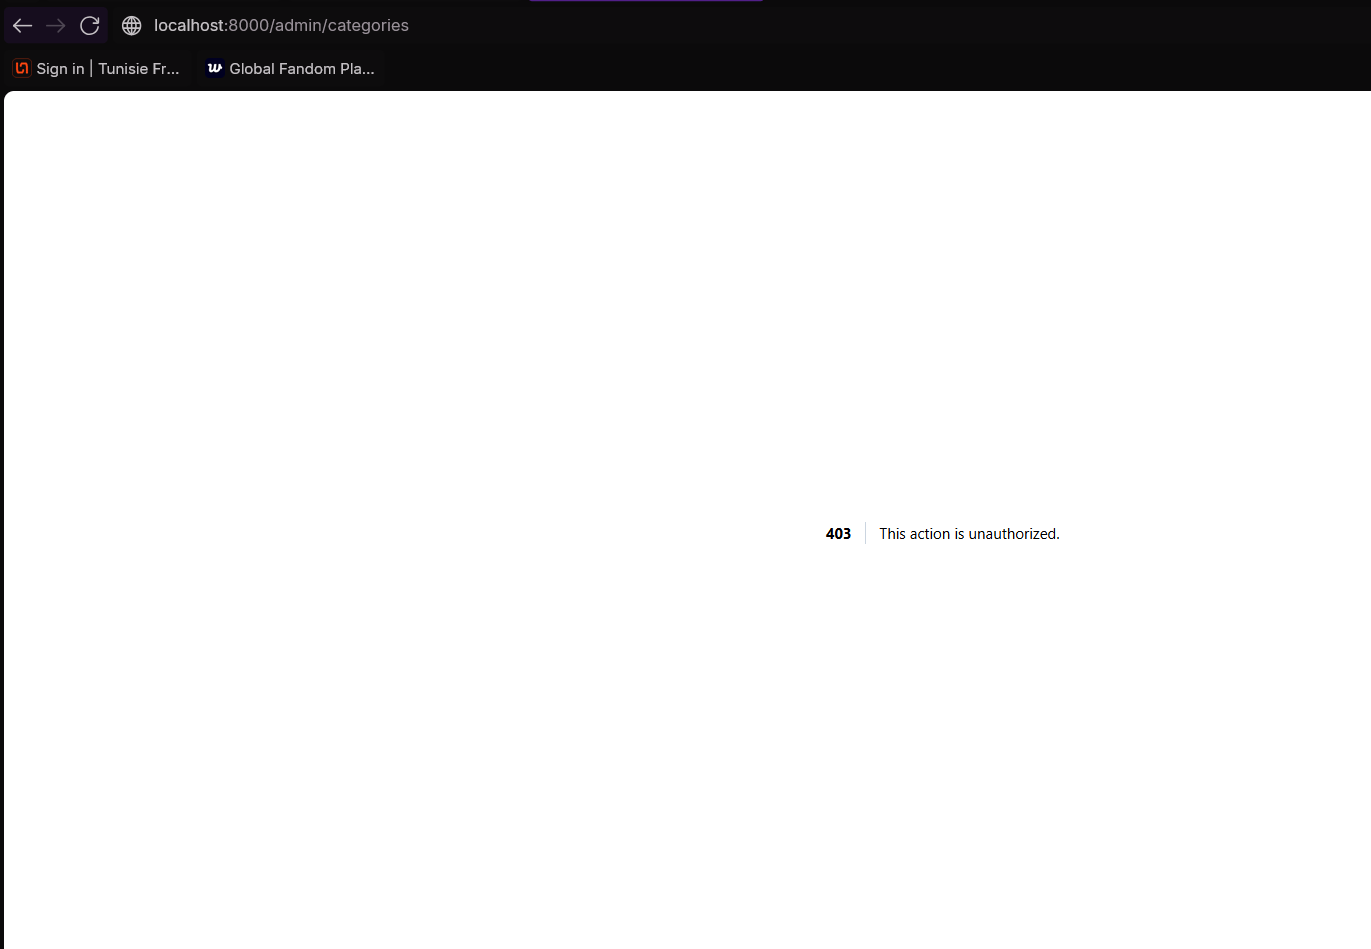 localhost:8000/admin/categories
Sign in | Tunisie Fr... Global Fandom Pla...
403 This action is unauthorized.